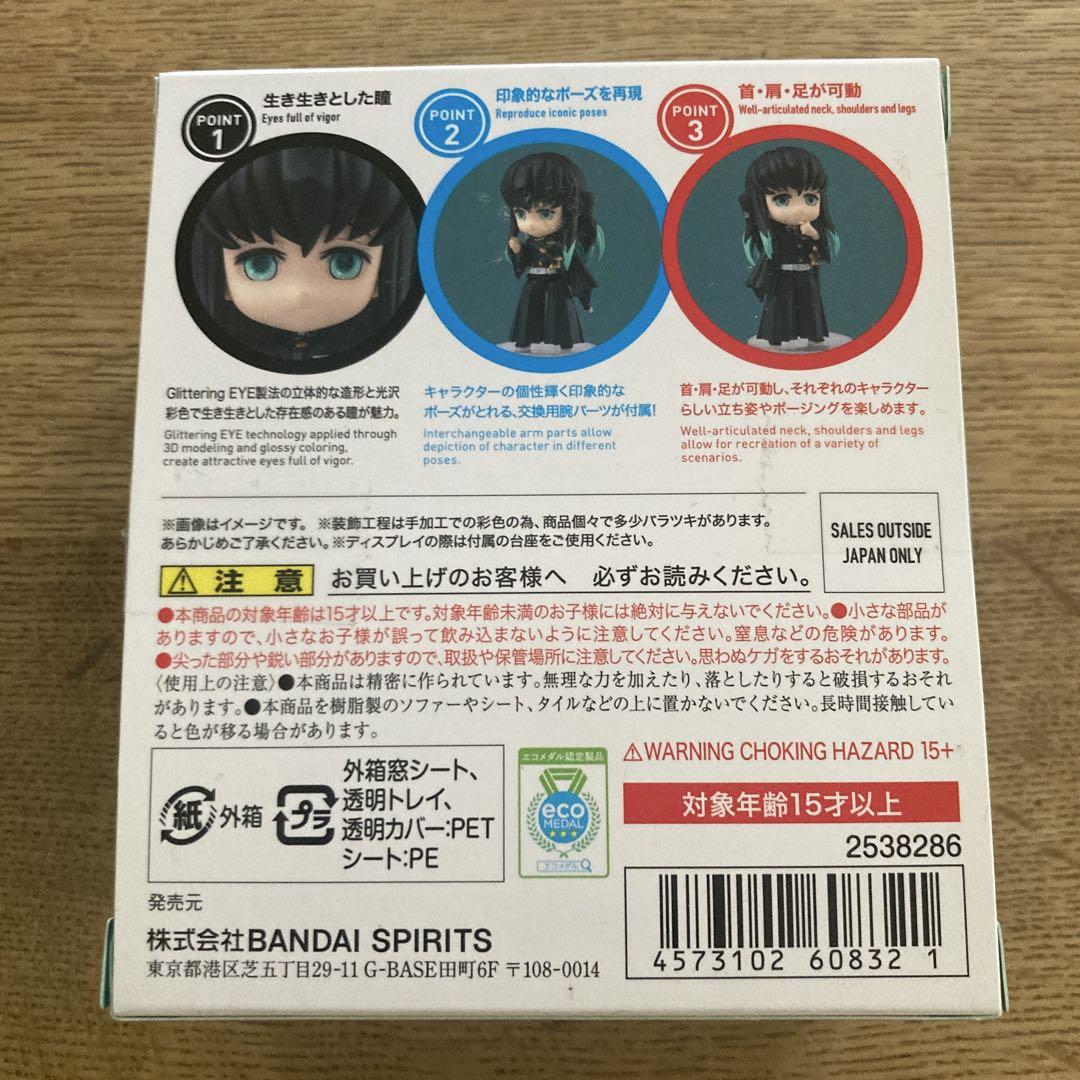 POINT 1
生き生きとした瞳
Eyes full of vigor
POINT 2
印象的なポーズを再現
Reproduce iconic poses
POINT 3
首・肩・足が可動
Well-articulated neck, shoulders and legs
Glittering EYE製法の立体的な造形と光沢
彩色で生き生きとした存在感のある瞳が魅力。
Glittering EYE technology applied through
3D modeling and glossy coloring,
create attractive eyes full of vigor.
キャラクターの個性輝く印象的な
ポーズがとれる、交換用腕パーツが付属!
Interchangeable arm parts allow
depiction of character in different
poses.
首・肩・足が可動し、それぞれのキャラクター
らしい立ち姿やポージングを楽しめます。
Well-articulated neck, shoulders and legs
allow for recreation of a variety of
scenarios.
※画像はイメージです。 ※装飾工程は手加工での彩色の為、商品個々で多少バラツキがあります。
あらかじめご了承ください。※ディスプレイの際は付属の台座をご使用ください。
SALES OUTSIDE
JAPAN ONLY
注意 お買い上げのお客様へ 必ずお読みください。
●本商品の対象年齢は15才以上です。対象年齢未満のお子様には絶対に与えないでください。●小さな部品が
ありますので、小さなお子様が誤って飲み込まないように注意してください。窒息などの危険があります。
●尖った部分や鋭い部分がありますので、取扱や保管場所に注意してください。思わぬケガをするおそれがあります。
〈使用上の注意〉●本商品は精密に作られています。無理な力を加えたり、落としたりすると破損するおそれ
があります。●本商品を樹脂製のソファーやシート、タイルなどの上に置かないでください。長時間接触してい
ると色が移る場合があります。
紙 外箱
プラ
外箱窓シート、
透明トレイ、
透明カバー:PET
シート:PE
エコメダル認定製品
eco
MEDAL
エコメダル
⚠WARNING CHOKING HAZARD 15+
対象年齢15才以上
2538286
発売元
株式会社BANDAI SPIRITS
東京都港区芝五丁目29-11 G-BASE田町6F 〒108-0014
4573102 60832 1